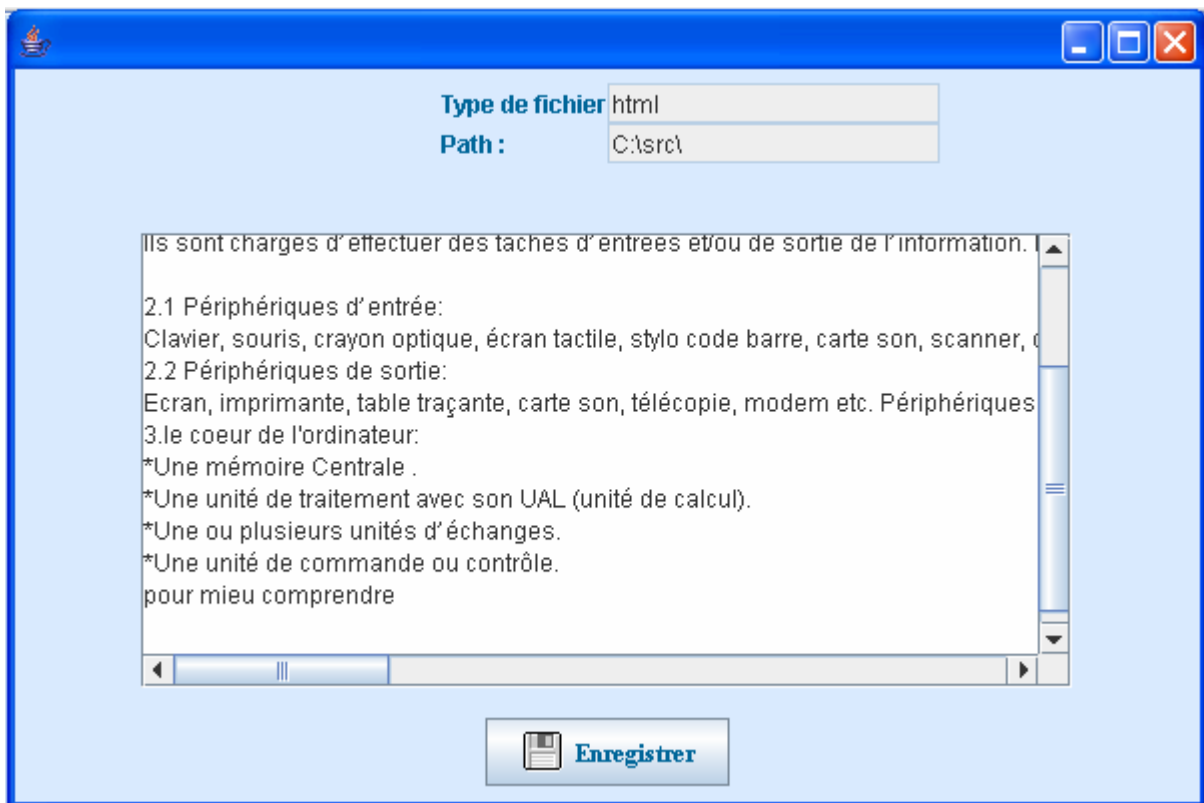 Type de fichier html
Path : C:\src\
Ils sont charges d'effectuer des taches d'entrees et/ou de sortie de l'information.
2.1 Périphériques d'entrée:
Clavier, souris, crayon optique, écran tactile, stylo code barre, carte son, scanner,
2.2 Périphériques de sortie:
Ecran, imprimante, table traçante, carte son, télécopie, modem etc. Périphériques
3.le coeur de l'ordinateur:
*Une mémoire Centrale .
*Une unité de traitement avec son UAL (unité de calcul).
*Une ou plusieurs unités d'échanges.
*Une unité de commande ou contrôle.
pour mieu comprendre
Enregistrer